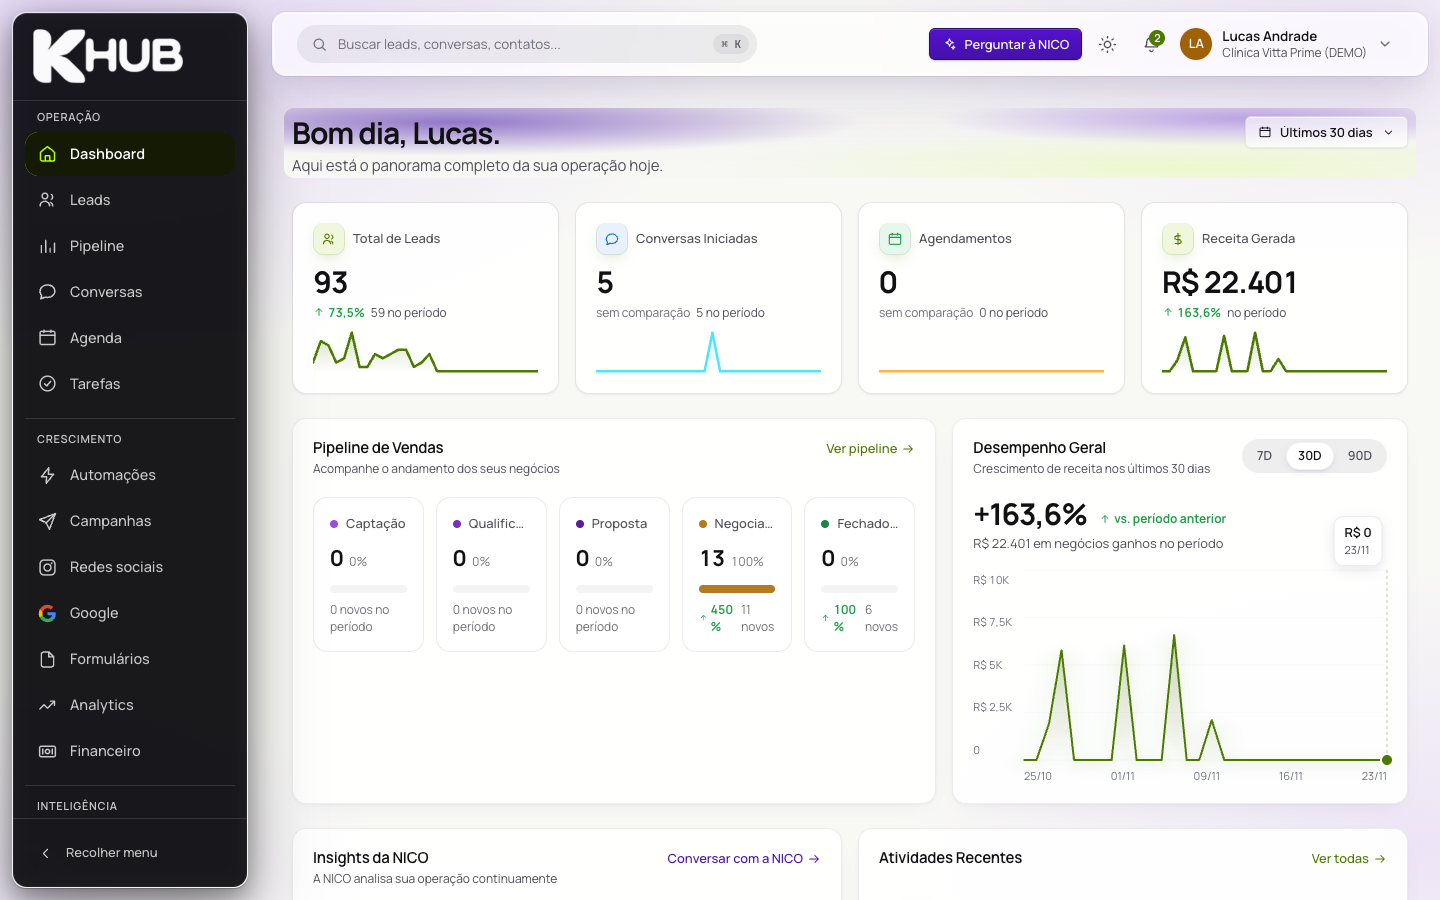 KHUB
OPERAÇÃO
Dashboard
Leads
Pipeline
Conversas
Agenda
Tarefas
CRESCIMENTO
Automações
Campanhas
Redes sociais
Google
Formulários
Analytics
Financeiro
INTELIGÊNCIA
Recolher menu
Buscar leads, conversas, contatos...
⌘ K
Perguntar à NICO
2
LA
Lucas Andrade
Clínica Vitta Prime (DEMO)
Bom dia, Lucas.
Aqui está o panorama completo da sua operação hoje.
Últimos 30 dias
Total de Leads
93
↑ 73,5% 59 no período
Conversas Iniciadas
5
sem comparação 5 no período
Agendamentos
0
sem comparação 0 no período
$
Receita Gerada
R$ 22.401
↑ 163,6% no período
Pipeline de Vendas
Acompanhe o andamento dos seus negócios
Ver pipeline →
Captação
0 0%
0 novos no
período
Qualific...
0 0%
0 novos no
período
Proposta
0 0%
0 novos no
período
Negocia...
13 100%
↑ 450 11
% novos
Fechado...
0 0%
↑ 100 6
% novos
Desempenho Geral
Crescimento de receita nos últimos 30 dias
7D 30D 90D
+163,6% ↑ vs. período anterior
R$ 22.401 em negócios ganhos no período
R$ 0
23/11
R$ 10K
R$ 7,5K
R$ 5K
R$ 2,5K
0
25/10 01/11 09/11 16/11 23/11
Insights da NICO
A NICO analisa sua operação continuamente
Conversar com a NICO →
Atividades Recentes
Ver todas →